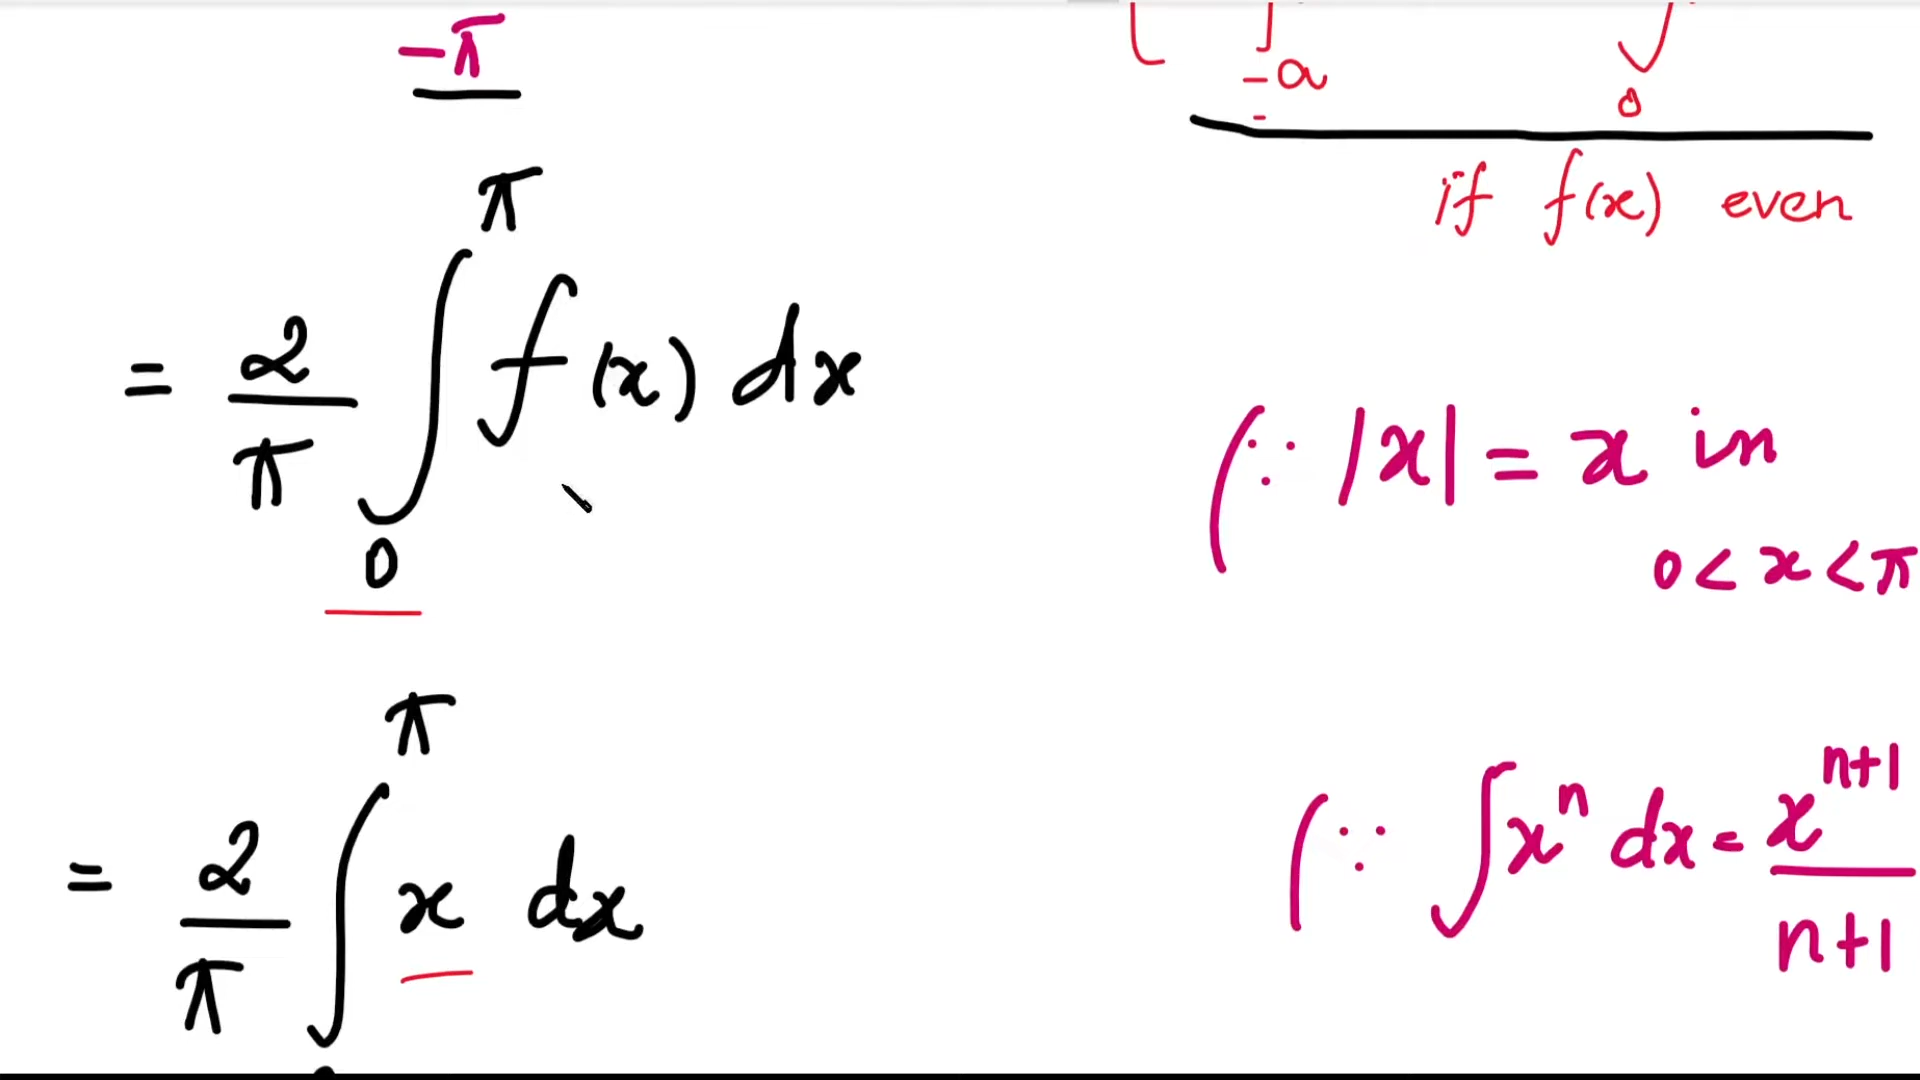 -π
-a
0
if f(x) even
= 2/π ∫₀^π f(x) dx
(∵ |x| = x in
0 < x < π
= 2/π ∫^π x dx
(∵ ∫xⁿ dx = xⁿ⁺¹/n+1